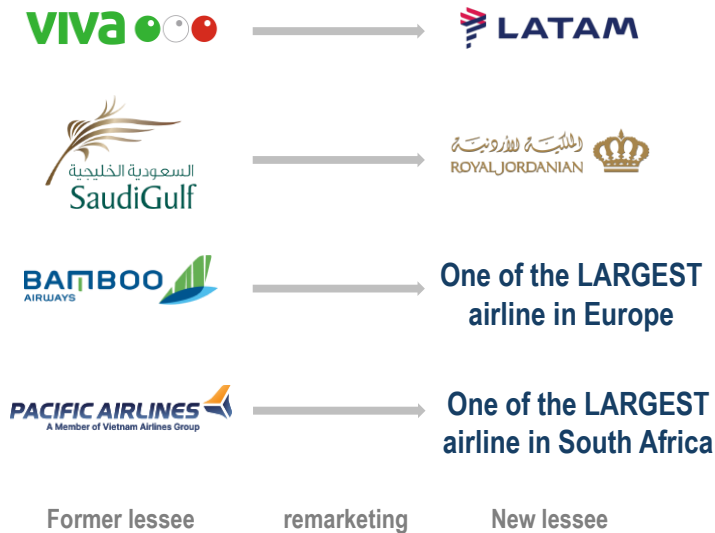 VIVA
LATAM
السعودية الخليجية
SaudiGulf
الملكية الأردنية
ROYAL JORDANIAN
BAMBOO
AIRWAYS
One of the LARGEST
airline in Europe
PACIFIC AIRLINES
A Member of Vietnam Airlines Group
One of the LARGEST
airline in South Africa
Former lessee remarketing New lessee